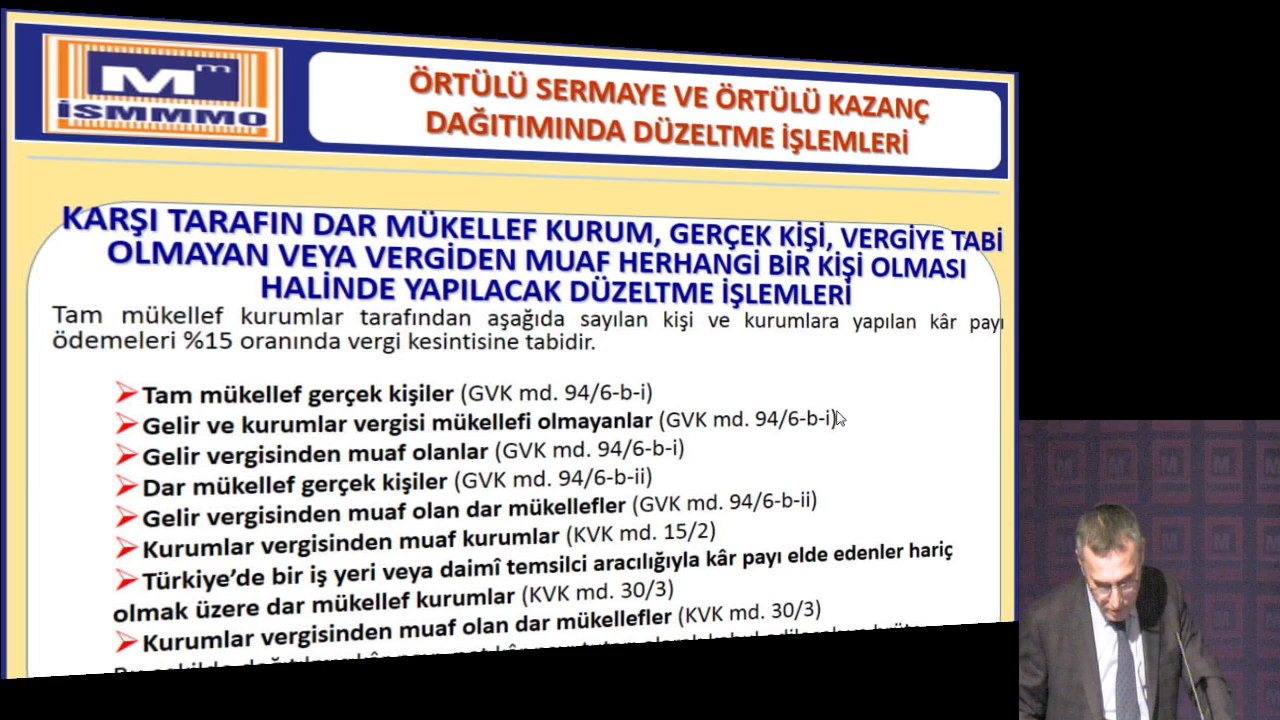 M m
İSMMMO
ÖRTÜLÜ SERMAYE VE ÖRTÜLÜ KAZANÇ
DAĞITIMINDA DÜZELTME İŞLEMLERİ
KARŞI TARAFIN DAR MÜKELLEF KURUM, GERÇEK KİŞİ, VERGİYE TABİ
OLMAYAN VEYA VERGİDEN MUAF HERHANGİ BİR KİŞİ OLMASI
HALİNDE YAPILACAK DÜZELTME İŞLEMLERİ
Tam mükellef kurumlar tarafından aşağıda sayılan kişi ve kurumlara yapılan kâr payı
ödemeleri %15 oranında vergi kesintisine tabidir.
Tam mükellef gerçek kişiler (GVK md. 94/6-b-i)
Gelir ve kurumlar vergisi mükellefi olmayanlar (GVK md. 94/6-b-i)
Gelir vergisinden muaf olanlar (GVK md. 94/6-b-i)
Dar mükellef gerçek kişiler (GVK md. 94/6-b-ii)
Gelir vergisinden muaf olan dar mükellefler (GVK md. 94/6-b-ii)
Kurumlar vergisinden muaf kurumlar (KVK md. 15/2)
Türkiye’de bir iş yeri veya daimî temsilci aracılığıyla kâr payı elde edenler hariç
olmak üzere dar mükellef kurumlar (KVK md. 30/3)
Kurumlar vergisinden muaf olan dar mükellefler (KVK md. 30/3)